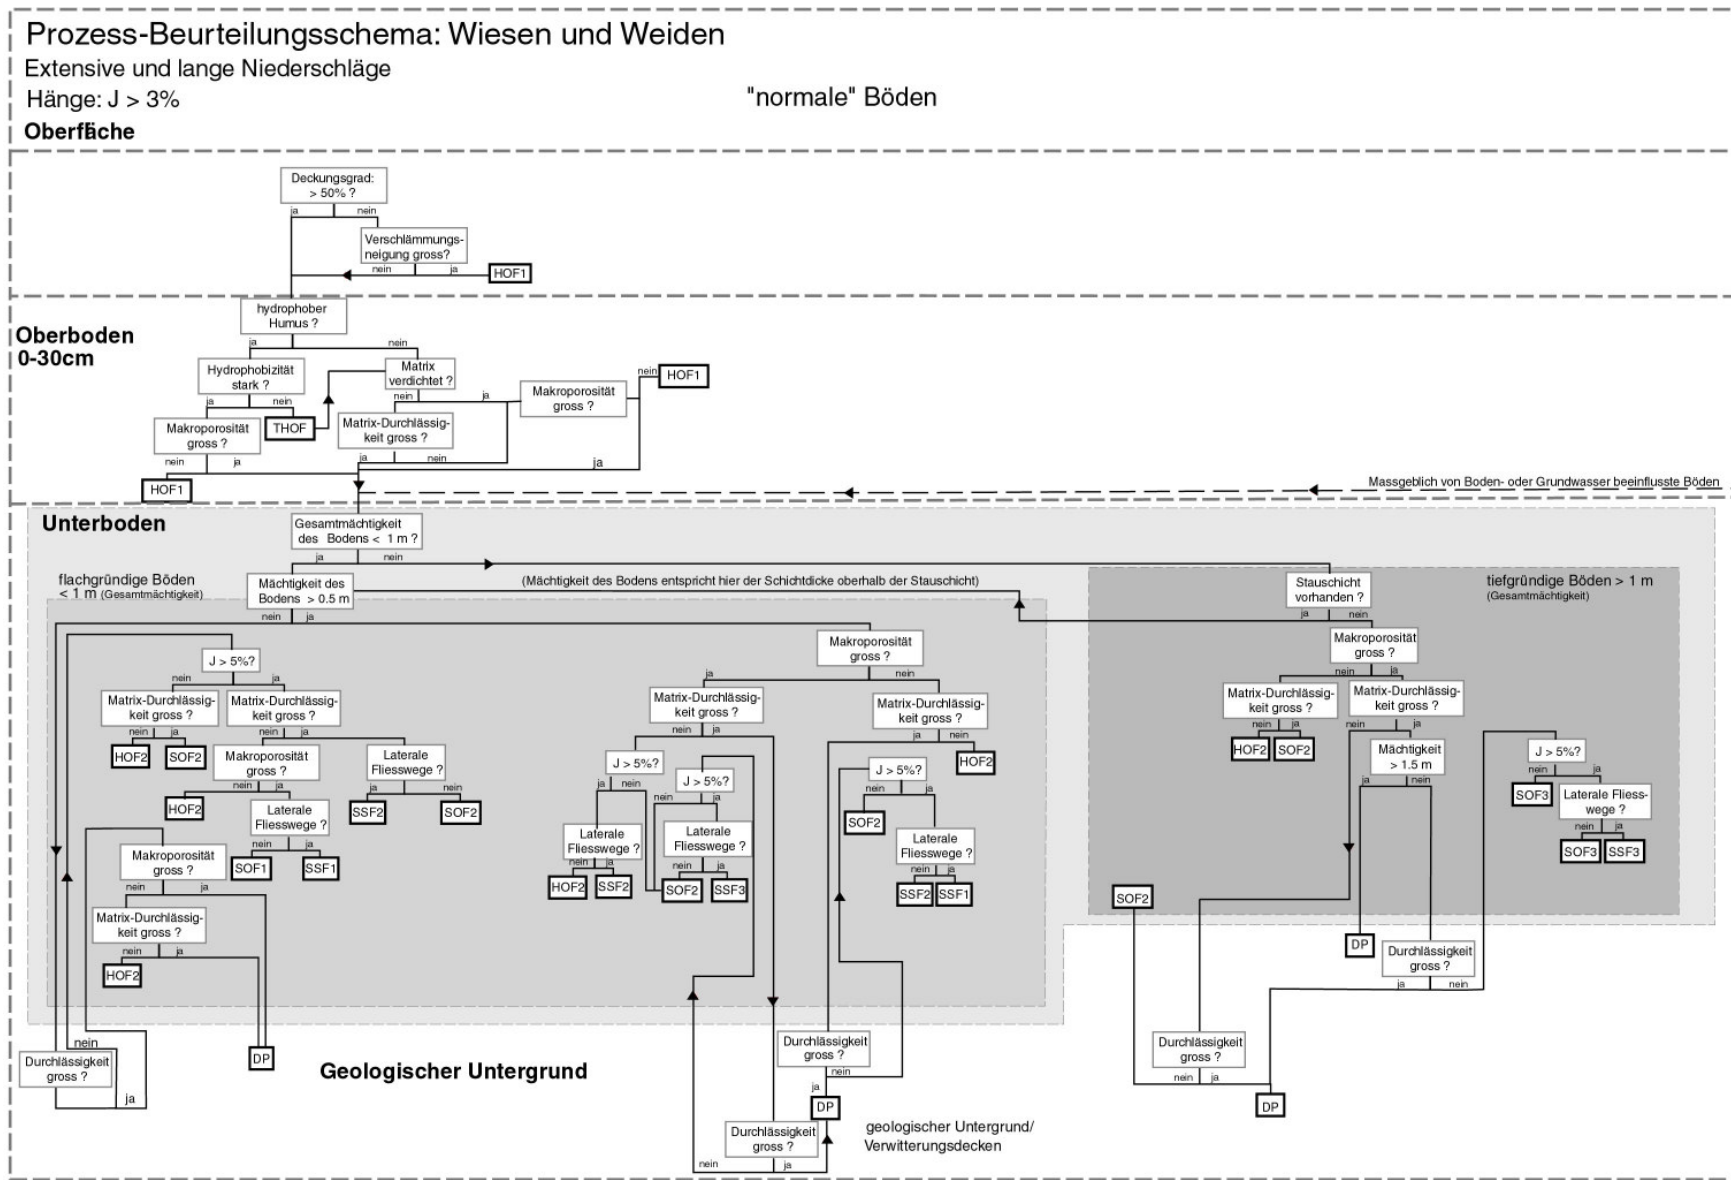 Prozess-Beurteilungsschema: Wiesen und Weiden
Extensive und lange Niederschläge
Hänge: J > 3%
"normale" Böden
Oberfläche
Deckungsgrad:
> 50% ?
ja
nein
Verschlämmungs-
neigung gross?
nein
ja
HOF1
Oberboden
0-30cm
hydrophober
Humus ?
ja
nein
Hydrophobizität
stark ?
ja
nein
Matrix
verdichtet ?
nein
ja
Makroporosität
gross ?
nein
HOF1
ja
Makroporosität
gross ?
nein
ja
THOF
Matrix-Durchlässig-
keit gross ?
ja
nein
HOF1
Massgeblich von Boden- oder Grundwasser beeinflusste Böden
Unterboden
Gesamtmächtigkeit
des Bodens < 1 m ?
ja
nein
flachgründige Böden
< 1 m (Gesamtmächtigkeit)
Mächtigkeit des
Bodens > 0.5 m
nein
ja
(Mächtigkeit des Bodens entspricht hier der Schichtdicke oberhalb der Stauschicht)
Stauschicht
vorhanden ?
ja
nein
tiefgründige Böden > 1 m
(Gesamtmächtigkeit)
J > 5%?
nein
ja
Matrix-Durchlässig-
keit gross ?
nein
ja
HOF2
SOF2
Matrix-Durchlässig-
keit gross ?
nein
ja
Makroporosität
gross ?
nein
ja
HOF2
Laterale
Fliesswege ?
nein
ja
SOF1
SSF1
Laterale
Fliesswege ?
ja
nein
SSF2
SOF2
Makroporosität
gross ?
nein
ja
Matrix-Durchlässig-
keit gross ?
nein
ja
HOF2
Makroporosität
gross ?
ja
nein
Matrix-Durchlässig-
keit gross ?
nein
ja
J > 5%?
ja
nein
Laterale
Fliesswege ?
nein
ja
HOF2
SSF2
J > 5%?
nein
ja
Laterale
Fliesswege ?
nein
ja
SOF2
SSF3
Matrix-Durchlässig-
keit gross ?
ja
nein
HOF2
J > 5%?
nein
ja
SOF2
Laterale
Fliesswege ?
nein
ja
SSF2
SSF1
Makroporosität
gross ?
nein
ja
Matrix-Durchlässig-
keit gross ?
nein
ja
HOF2
SOF2
Matrix-Durchlässig-
keit gross ?
nein
ja
Mächtigkeit
> 1.5 m
ja
nein
J > 5%?
nein
ja
SOF3
Laterale Fliess-
wege ?
nein
ja
SOF3
SSF3
SOF2
DP
Durchlässigkeit
gross ?
ja
nein
Durchlässigkeit
gross ?
nein
ja
DP
Durchlässigkeit
gross ?
nein
ja
DP
Geologischer Untergrund
Durchlässigkeit
gross ?
nein
ja
DP
Durchlässigkeit
gross ?
nein
ja
geologischer Untergrund/
Verwitterungsdecken